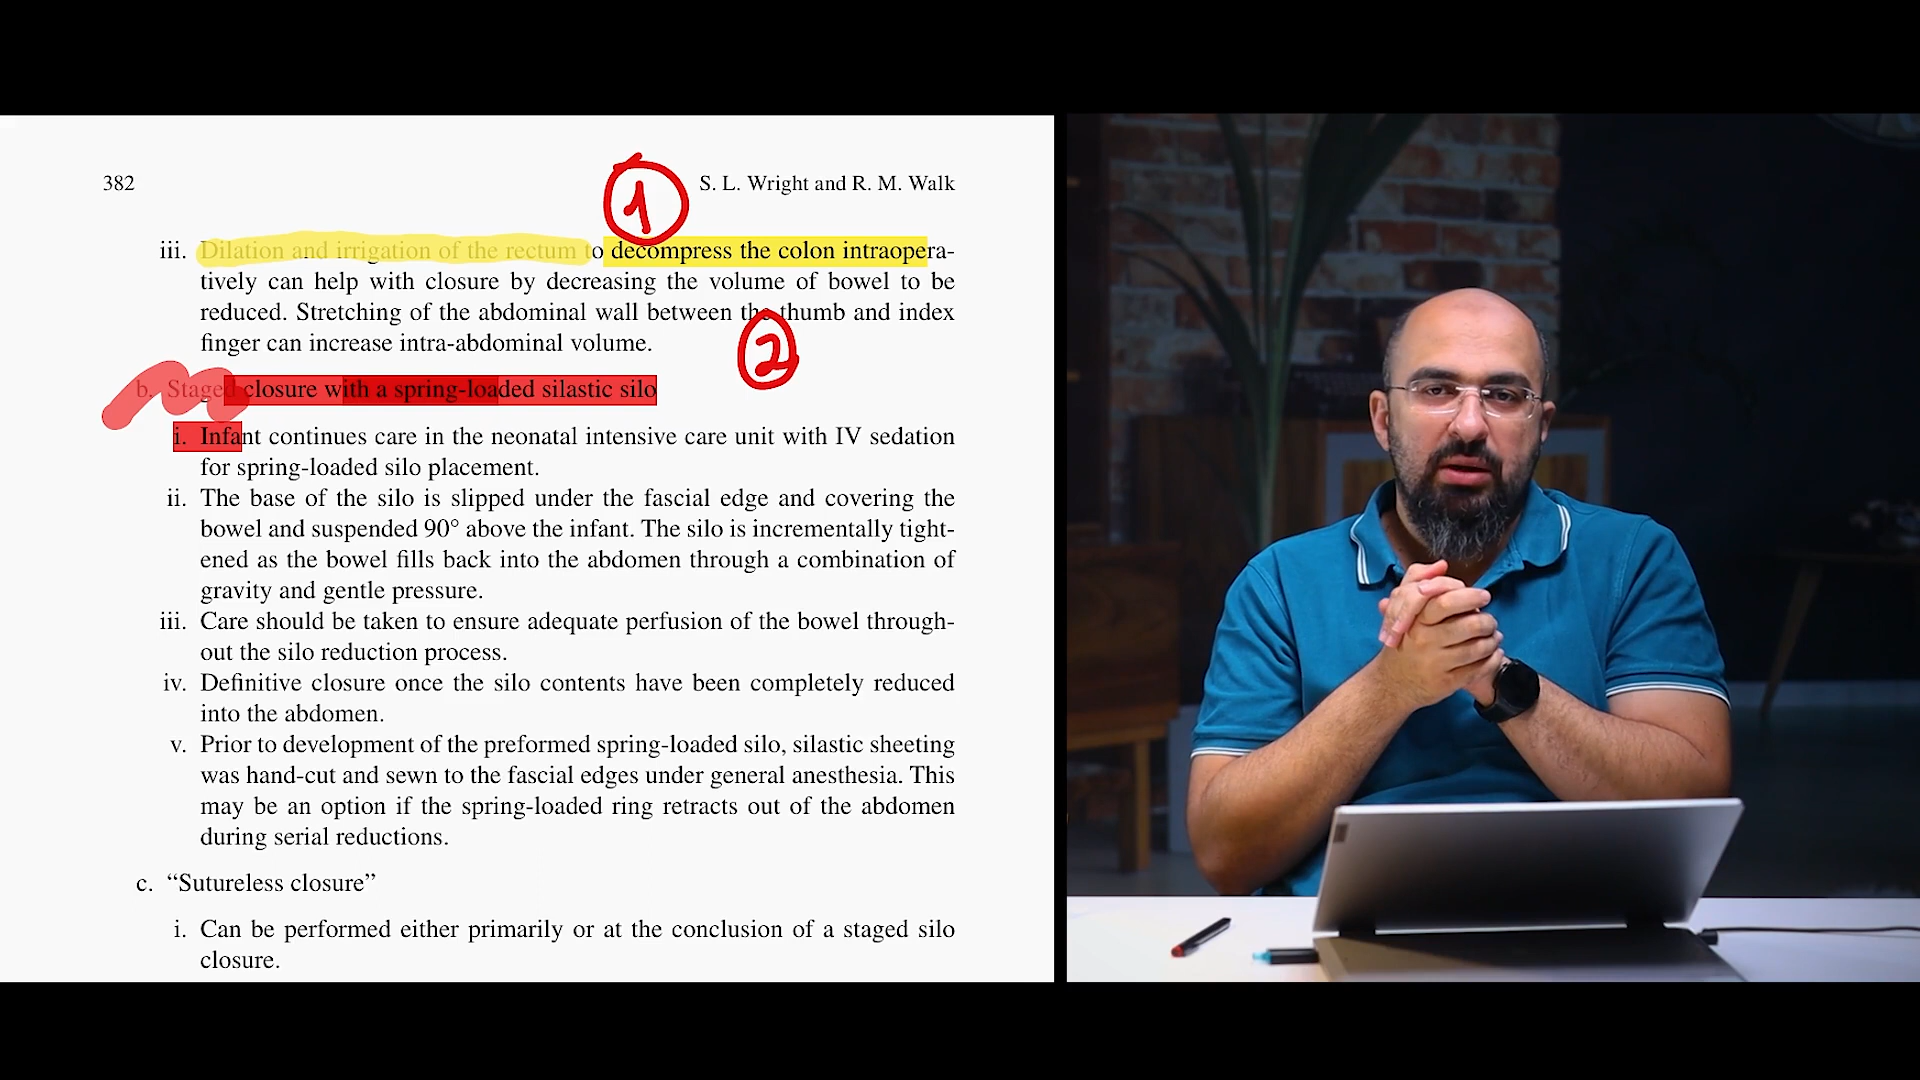 382
S. L. Wright and R. M. Walk
1
iii. Dilation and irrigation of the rectum to decompress the colon intraopera-
tively can help with closure by decreasing the volume of bowel to be
reduced. Stretching of the abdominal wall between the thumb and index
finger can increase intra-abdominal volume.
2
b. Staged closure with a spring-loaded silastic silo
i. Infant continues care in the neonatal intensive care unit with IV sedation
for spring-loaded silo placement.
ii. The base of the silo is slipped under the fascial edge and covering the
bowel and suspended 90° above the infant. The silo is incrementally tight-
ened as the bowel fills back into the abdomen through a combination of
gravity and gentle pressure.
iii. Care should be taken to ensure adequate perfusion of the bowel through-
out the silo reduction process.
iv. Definitive closure once the silo contents have been completely reduced
into the abdomen.
v. Prior to development of the preformed spring-loaded silo, silastic sheeting
was hand-cut and sewn to the fascial edges under general anesthesia. This
may be an option if the spring-loaded ring retracts out of the abdomen
during serial reductions.
c. “Sutureless closure”
i. Can be performed either primarily or at the conclusion of a staged silo
closure.